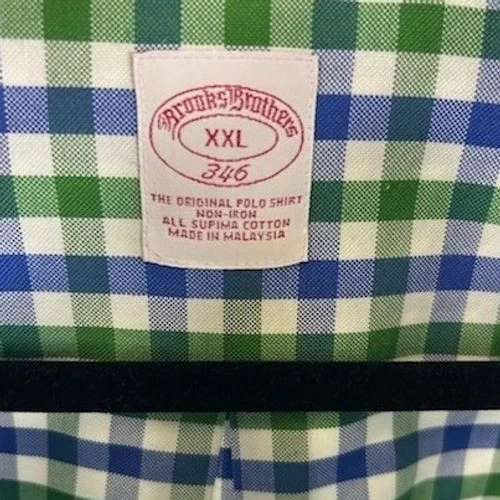 Brooks Brothers
XXL
346
THE ORIGINAL POLO SHIRT
NON-IRON
ALL SUPIMA COTTON
MADE IN MALAYSIA